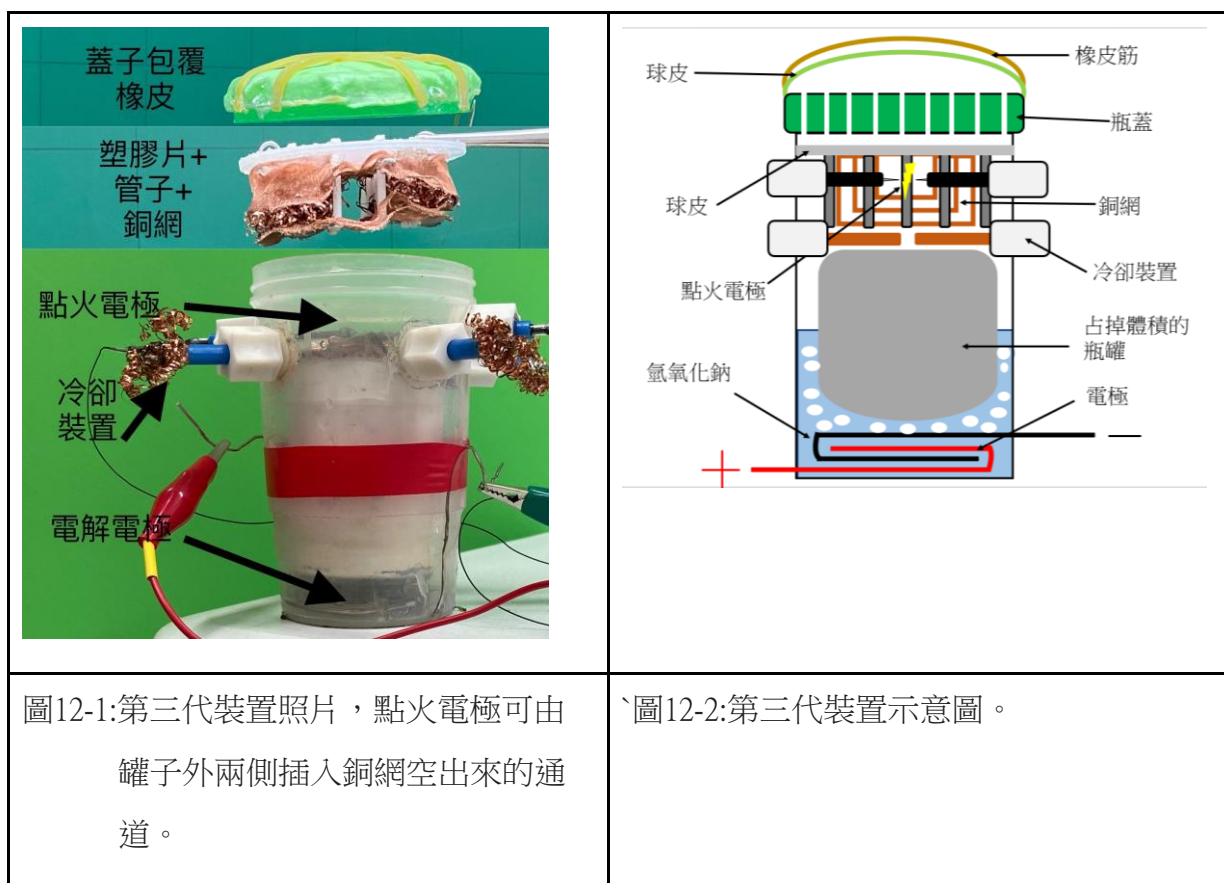 蓋子包覆
橡皮
塑膠片+
管子+
銅網
點火電極
冷卻
裝置
電解電極
球皮
橡皮筋
瓶蓋
球皮
銅網
點火電極
冷卻裝置
占掉體積的
瓶罐
氫氧化鈉
電極
+
—
圖12-1:第三代裝置照片，點火電極可由
罐子外兩側插入銅網空出來的通
道。
`圖12-2:第三代裝置示意圖。